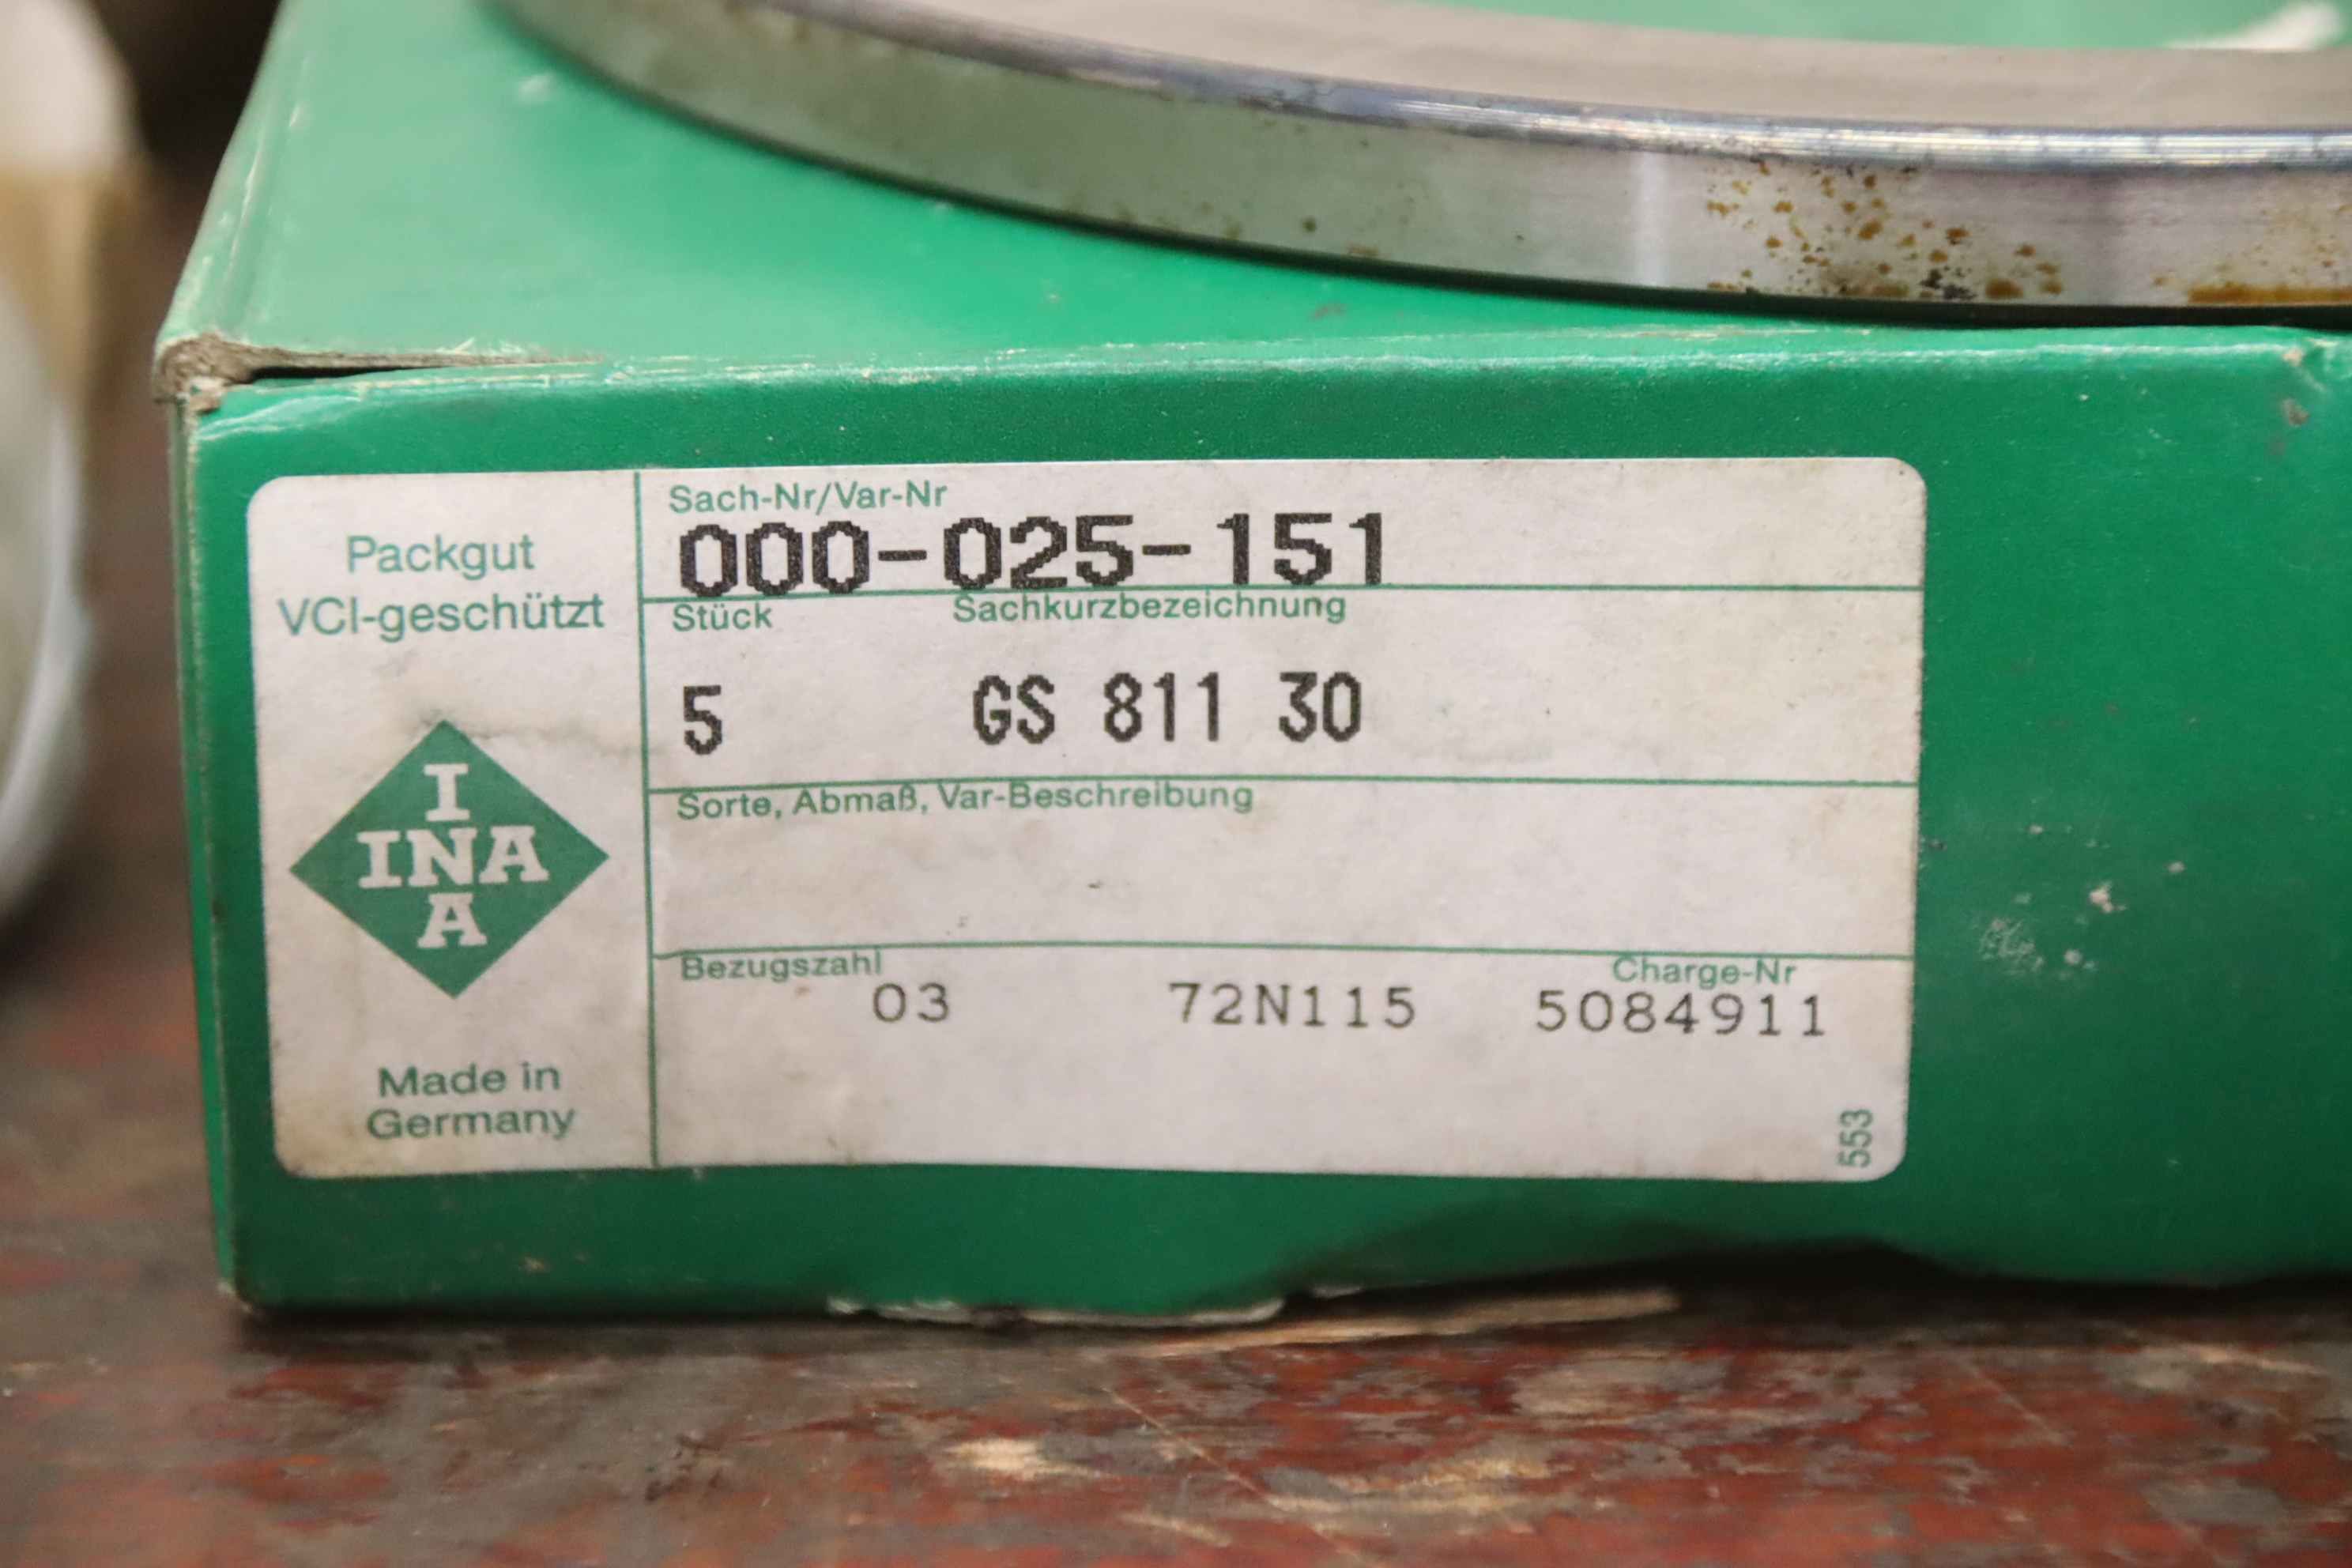 Packgut
VCI-geschützt
I
INA
A
Made in
Germany
Sach-Nr/Var-Nr
000-025-151
Stück Sachkurzbezeichnung
5 GS 811 30
Sorte, Abmaß, Var-Beschreibung
Bezugszahl Charge-Nr
03 72N115 5084911
553